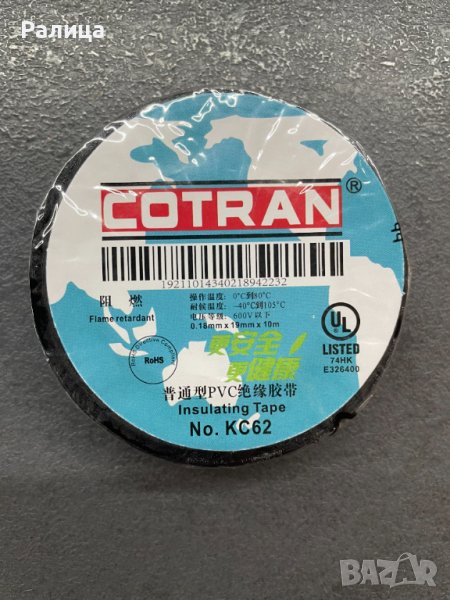 Ралица
COTRAN®
19211014340218942232
阻 燃
Flame retardant
操作温度: 0°C到80°C
耐候温度: -40°C到105°C
电压等级: 600V以下
0.18mm x 19mm x 10m
RoHS
更安全
更健康
UL
LISTED
74HK
E326400
普通型PVC绝缘胶带
Insulating Tape
No. KC62
BAZAR